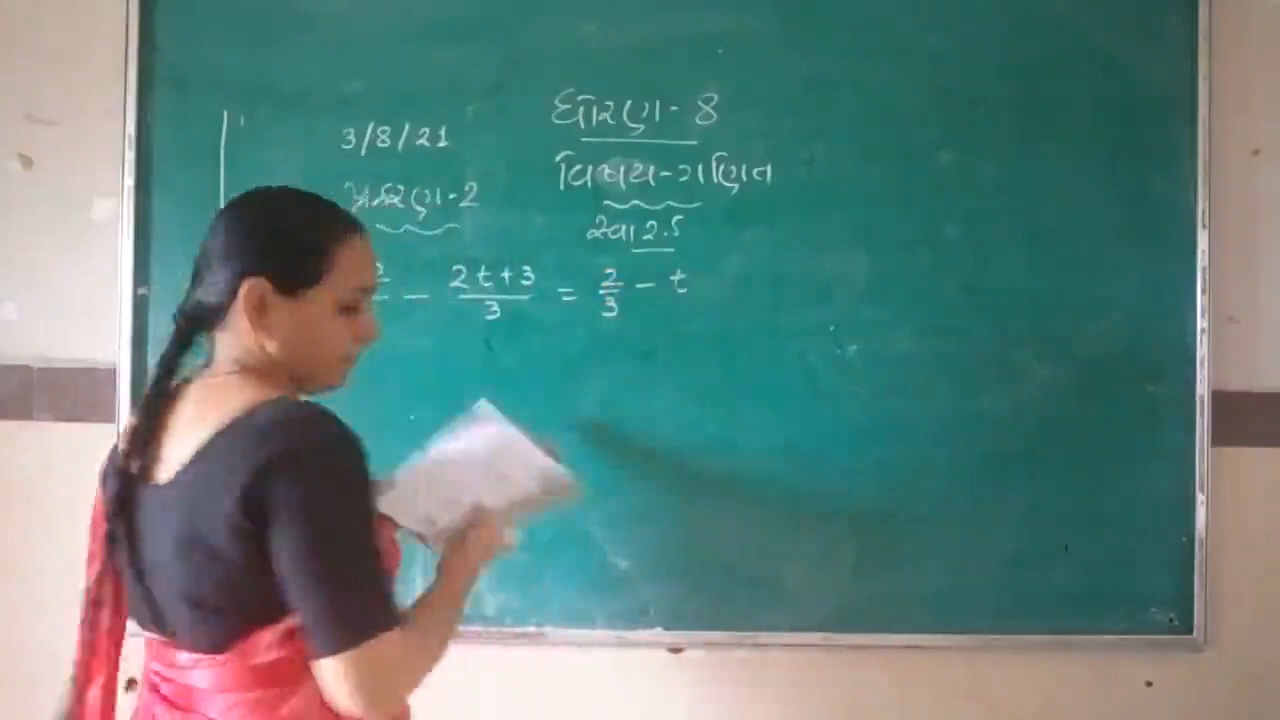 ધોરણ - 8
3/8/21
વિષય - ગણિત
પ્રકરણ - 2
સ્વા 2.5
- 2t+3/3 = 2/3 - t